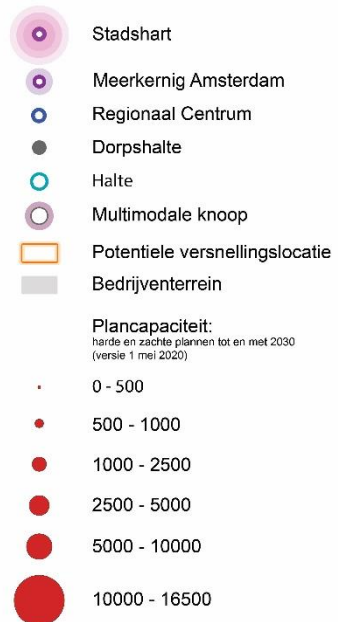 Stadshart
Meerkernig Amsterdam
Regionaal Centrum
Dorpshalte
Halte
Multimodale knoop
Potentiele versnellingslocatie
Bedrijventerrein
Plancapaciteit:
harde en zachte plannen tot en met 2030
(versie 1 mei 2020)
0 - 500
500 - 1000
1000 - 2500
2500 - 5000
5000 - 10000
10000 - 16500